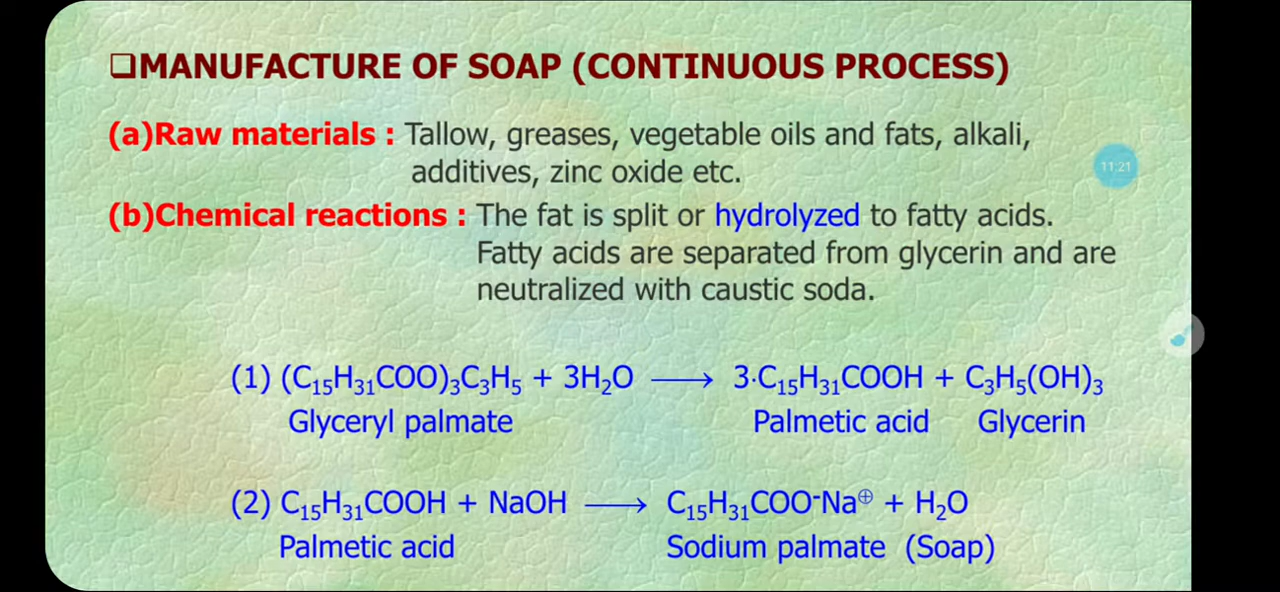 ❑MANUFACTURE OF SOAP (CONTINUOUS PROCESS)
(a)Raw materials : Tallow, greases, vegetable oils and fats, alkali,
additives, zinc oxide etc.
11:21
(b)Chemical reactions : The fat is split or hydrolyzed to fatty acids.
Fatty acids are separated from glycerin and are
neutralized with caustic soda.
(1) (C₁₅H₃₁COO)₃C₃H₅ + 3H₂O ⟶ 3·C₁₅H₃₁COOH + C₃H₅(OH)₃
Glyceryl palmate Palmetic acid Glycerin
(2) C₁₅H₃₁COOH + NaOH ⟶ C₁₅H₃₁COO⁻Na⊕ + H₂O
Palmetic acid Sodium palmate (Soap)